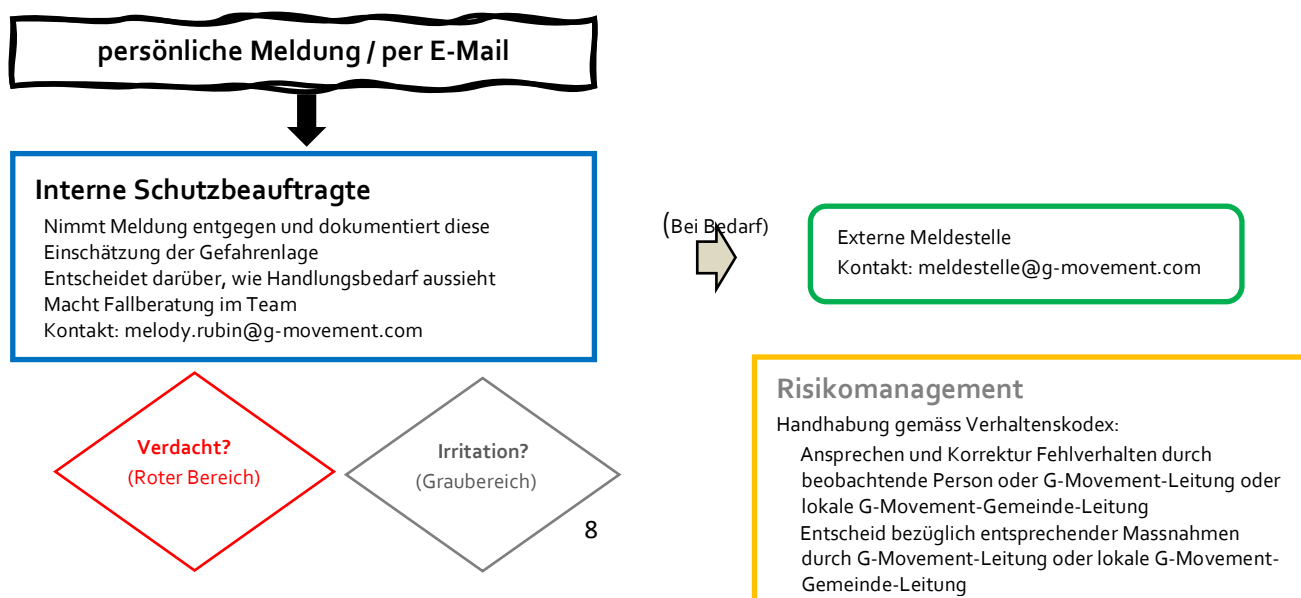 persönliche Meldung / per E-Mail
Interne Schutzbeauftragte
Nimmt Meldung entgegen und dokumentiert diese
Einschätzung der Gefahrenlage
Entscheidet darüber, wie Handlungsbedarf aussieht
Macht Fallberatung im Team
Kontakt: melody.rubin@g-movement.com
(Bei Bedarf)
Externe Meldestelle
Kontakt: meldestelle@g-movement.com
Verdacht?
(Roter Bereich)
Irritation?
(Graubereich)
8
Risikomanagement
Handhabung gemäss Verhaltenskodex:
Ansprechen und Korrektur Fehlverhalten durch
beobachtende Person oder G-Movement-Leitung oder
lokale G-Movement-Gemeinde-Leitung
Entscheid bezüglich entsprechender Massnahmen
durch G-Movement-Leitung oder lokale G-Movement-
Gemeinde-Leitung